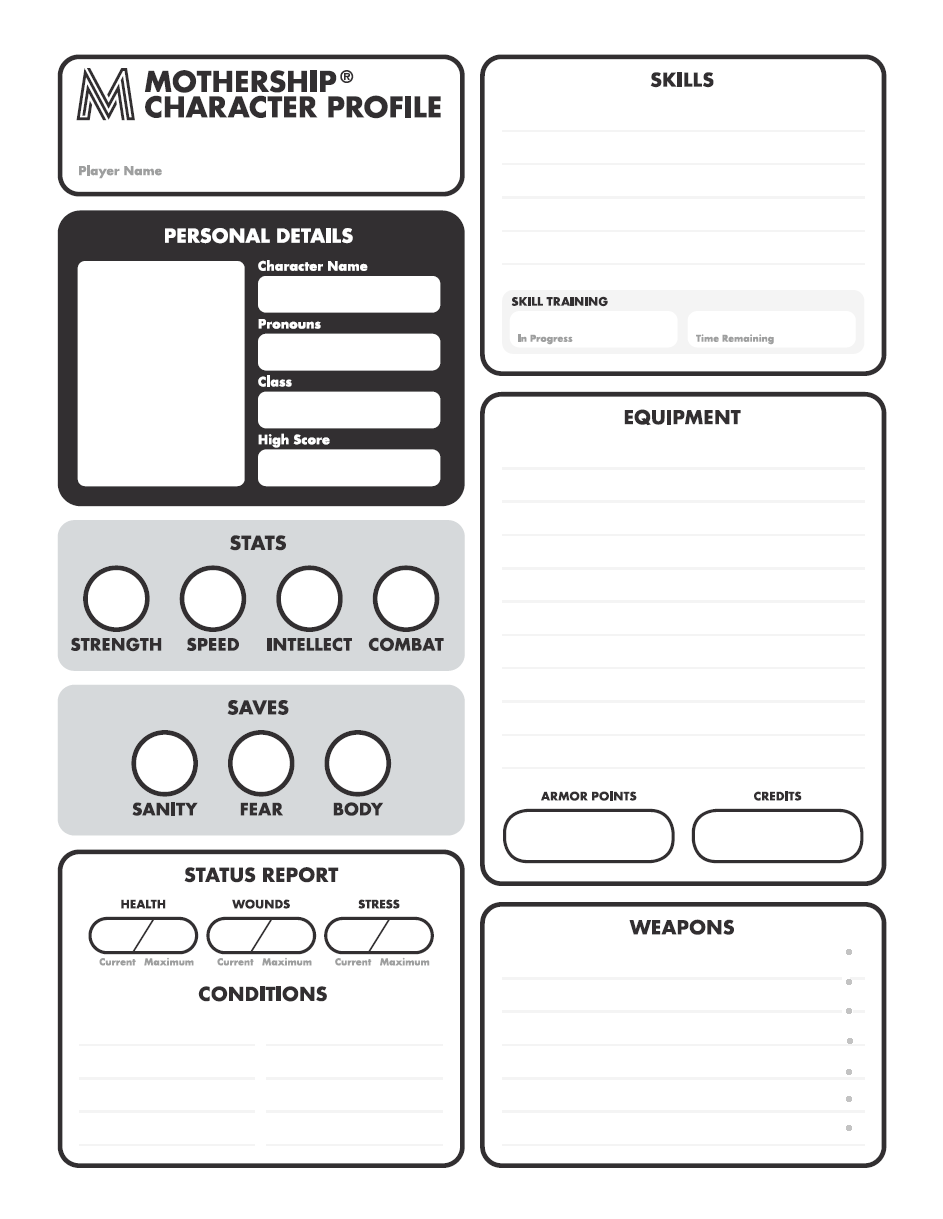 MOTHERSHIP®
CHARACTER PROFILE
Player Name
PERSONAL DETAILS
Character Name
Pronouns
Class
High Score
STATS
STRENGTH SPEED INTELLECT COMBAT
SAVES
SANITY FEAR BODY
STATUS REPORT
HEALTH WOUNDS STRESS
Current Maximum Current Maximum Current Maximum
CONDITIONS
SKILLS
SKILL TRAINING
In Progress Time Remaining
EQUIPMENT
ARMOR POINTS CREDITS
WEAPONS